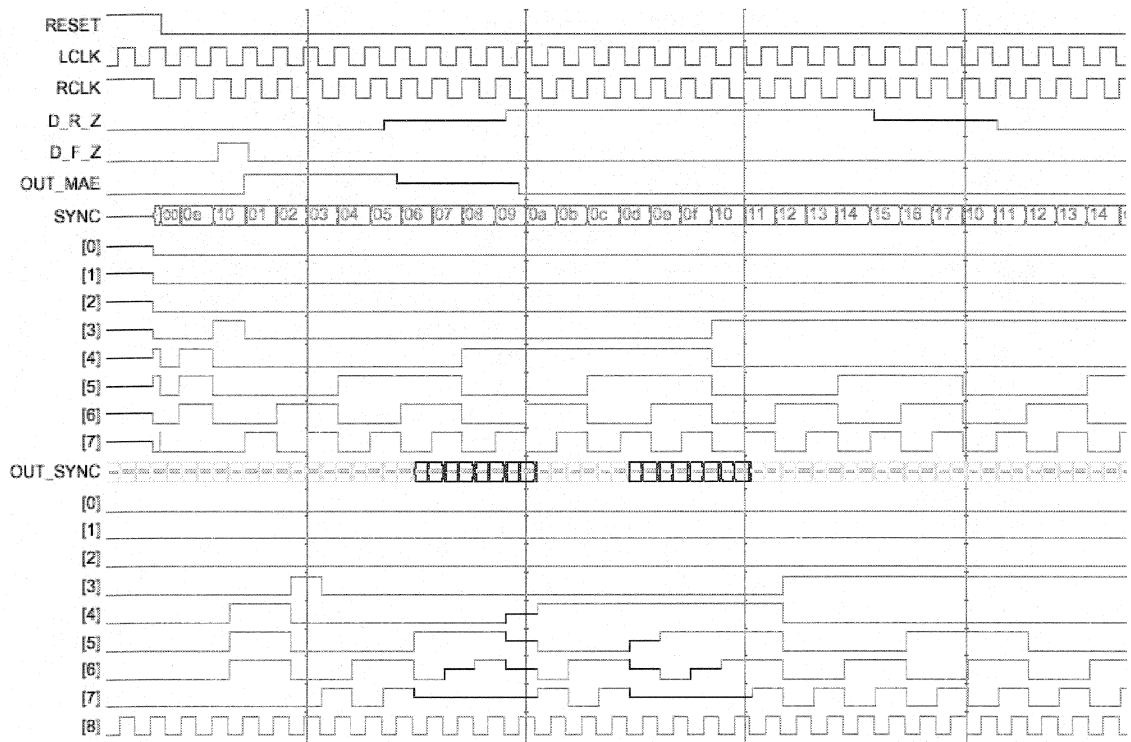 RESET
LCLK
RCLK
D_R_Z
D_F_Z
OUT_MAE
SYNC 00 0e 10 01 02 03 04 05 06 07 08 09 0a 0b 0c 0d 0e 0f 10 11 12 13 14 15 16 17 10 11 12 13 14
[0]
[1]
[2]
[3]
[4]
[5]
[6]
[7]
OUT_SYNC
[0]
[1]
[2]
[3]
[4]
[5]
[6]
[7]
[8]